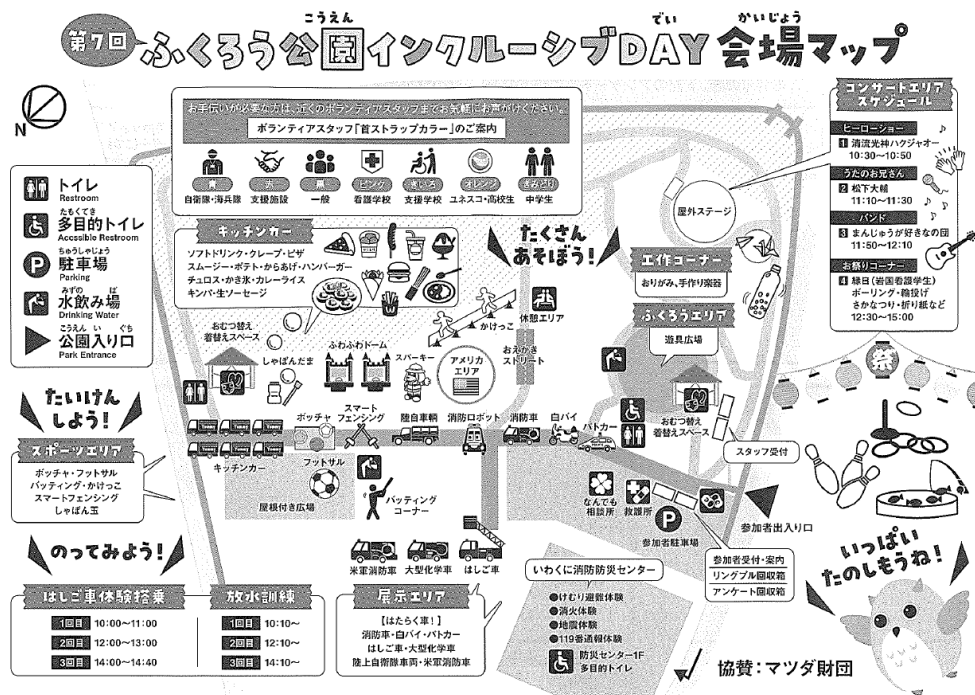 第7回 ふくろう公園インクルーシブDAY 会場マップ
こうえん
でい
かいじょう
N
トイレ
Restroom
たもくてき
多目的トイレ
Accssible Restroom
ちゅうしゃじょう
駐車場
Parking
みずの ば
水飲み場
Drinking Water
こうえん い ぐち
公園入り口
Park Entrance
お手伝いが必要な方は、近くのボランティアスタッフまでお気軽にお声がけください。
ボランティアスタッフ「首ストラップカラー」のご案内
青
赤
黒
ピンク
きいろ
オレンジ
きみどり
自衛隊・海兵隊
支援施設
一般
看護学校
支援学校
ユネスコ・高校生
中学生
キッチンカー
ソフトドリンク・クレープ・ピザ
スムージー・ポテト・からあげ・ハンバーガー
チュロス・かき氷・カレーライス
キンパ・生ソーセージ
たくさん
あそぼう!
コンサートエリア
スケジュール
ヒーローショー
1 清流光神ハクジャオー
10:30〜10:50
うたのお兄さん
2 松下大輔
11:10〜11:30
バンド
3 まんじゅうが好きなの団
11:50〜12:10
お祭りコーナー
4 縁日(岩国看護学生)
ボーリング・輪投げ
さかなつり・折り紙など
12:30〜15:00
祭
屋外ステージ
工作コーナー
おりがみ、手作り楽器
ふくろうエリア
遊具広場
休憩エリア
かけっこ
おえかき
ストリート
おむつ替え
着替えスペース
しゃぼんだま
ふわふわドーム
スパーキー
アメリカ
エリア
おむつ替え
着替えスペース
スタッフ受付
ボッチャ
スマート
フェンシング
陸自車輌
消防ロボット
消防車
白バイ
パトカー
キッチンカー
フットサル
屋根付き広場
バッティング
コーナー
なんでも
相談所
救護所
P
参加者駐車場
参加者出入り口
参加者受付・案内
リングプル回収箱
アンケート回収箱
米軍消防車
大型化学車
はしご車
たいけん
しよう!
スポーツエリア
ボッチャ・フットサル
バッティング・かけっこ
スマートフェンシング
しゃぼん玉
のってみよう!
はしご車体験搭乗
1回目 10:00〜11:00
2回目 12:00〜13:00
3回目 14:00〜14:40
放水訓練
1回目 10:10〜
2回目 12:10〜
3回目 14:10〜
展示エリア
【はたらく車!】
消防車・白バイ・パトカー
はしご車・大型化学車
陸上自衛隊車両・米軍消防車
いわくに消防防災センター
●けむり避難体験
●消火体験
●地震体験
●119番通報体験
防災センター1F
多目的トイレ
いっぱい
たのしもうね!
協賛:マツダ財団